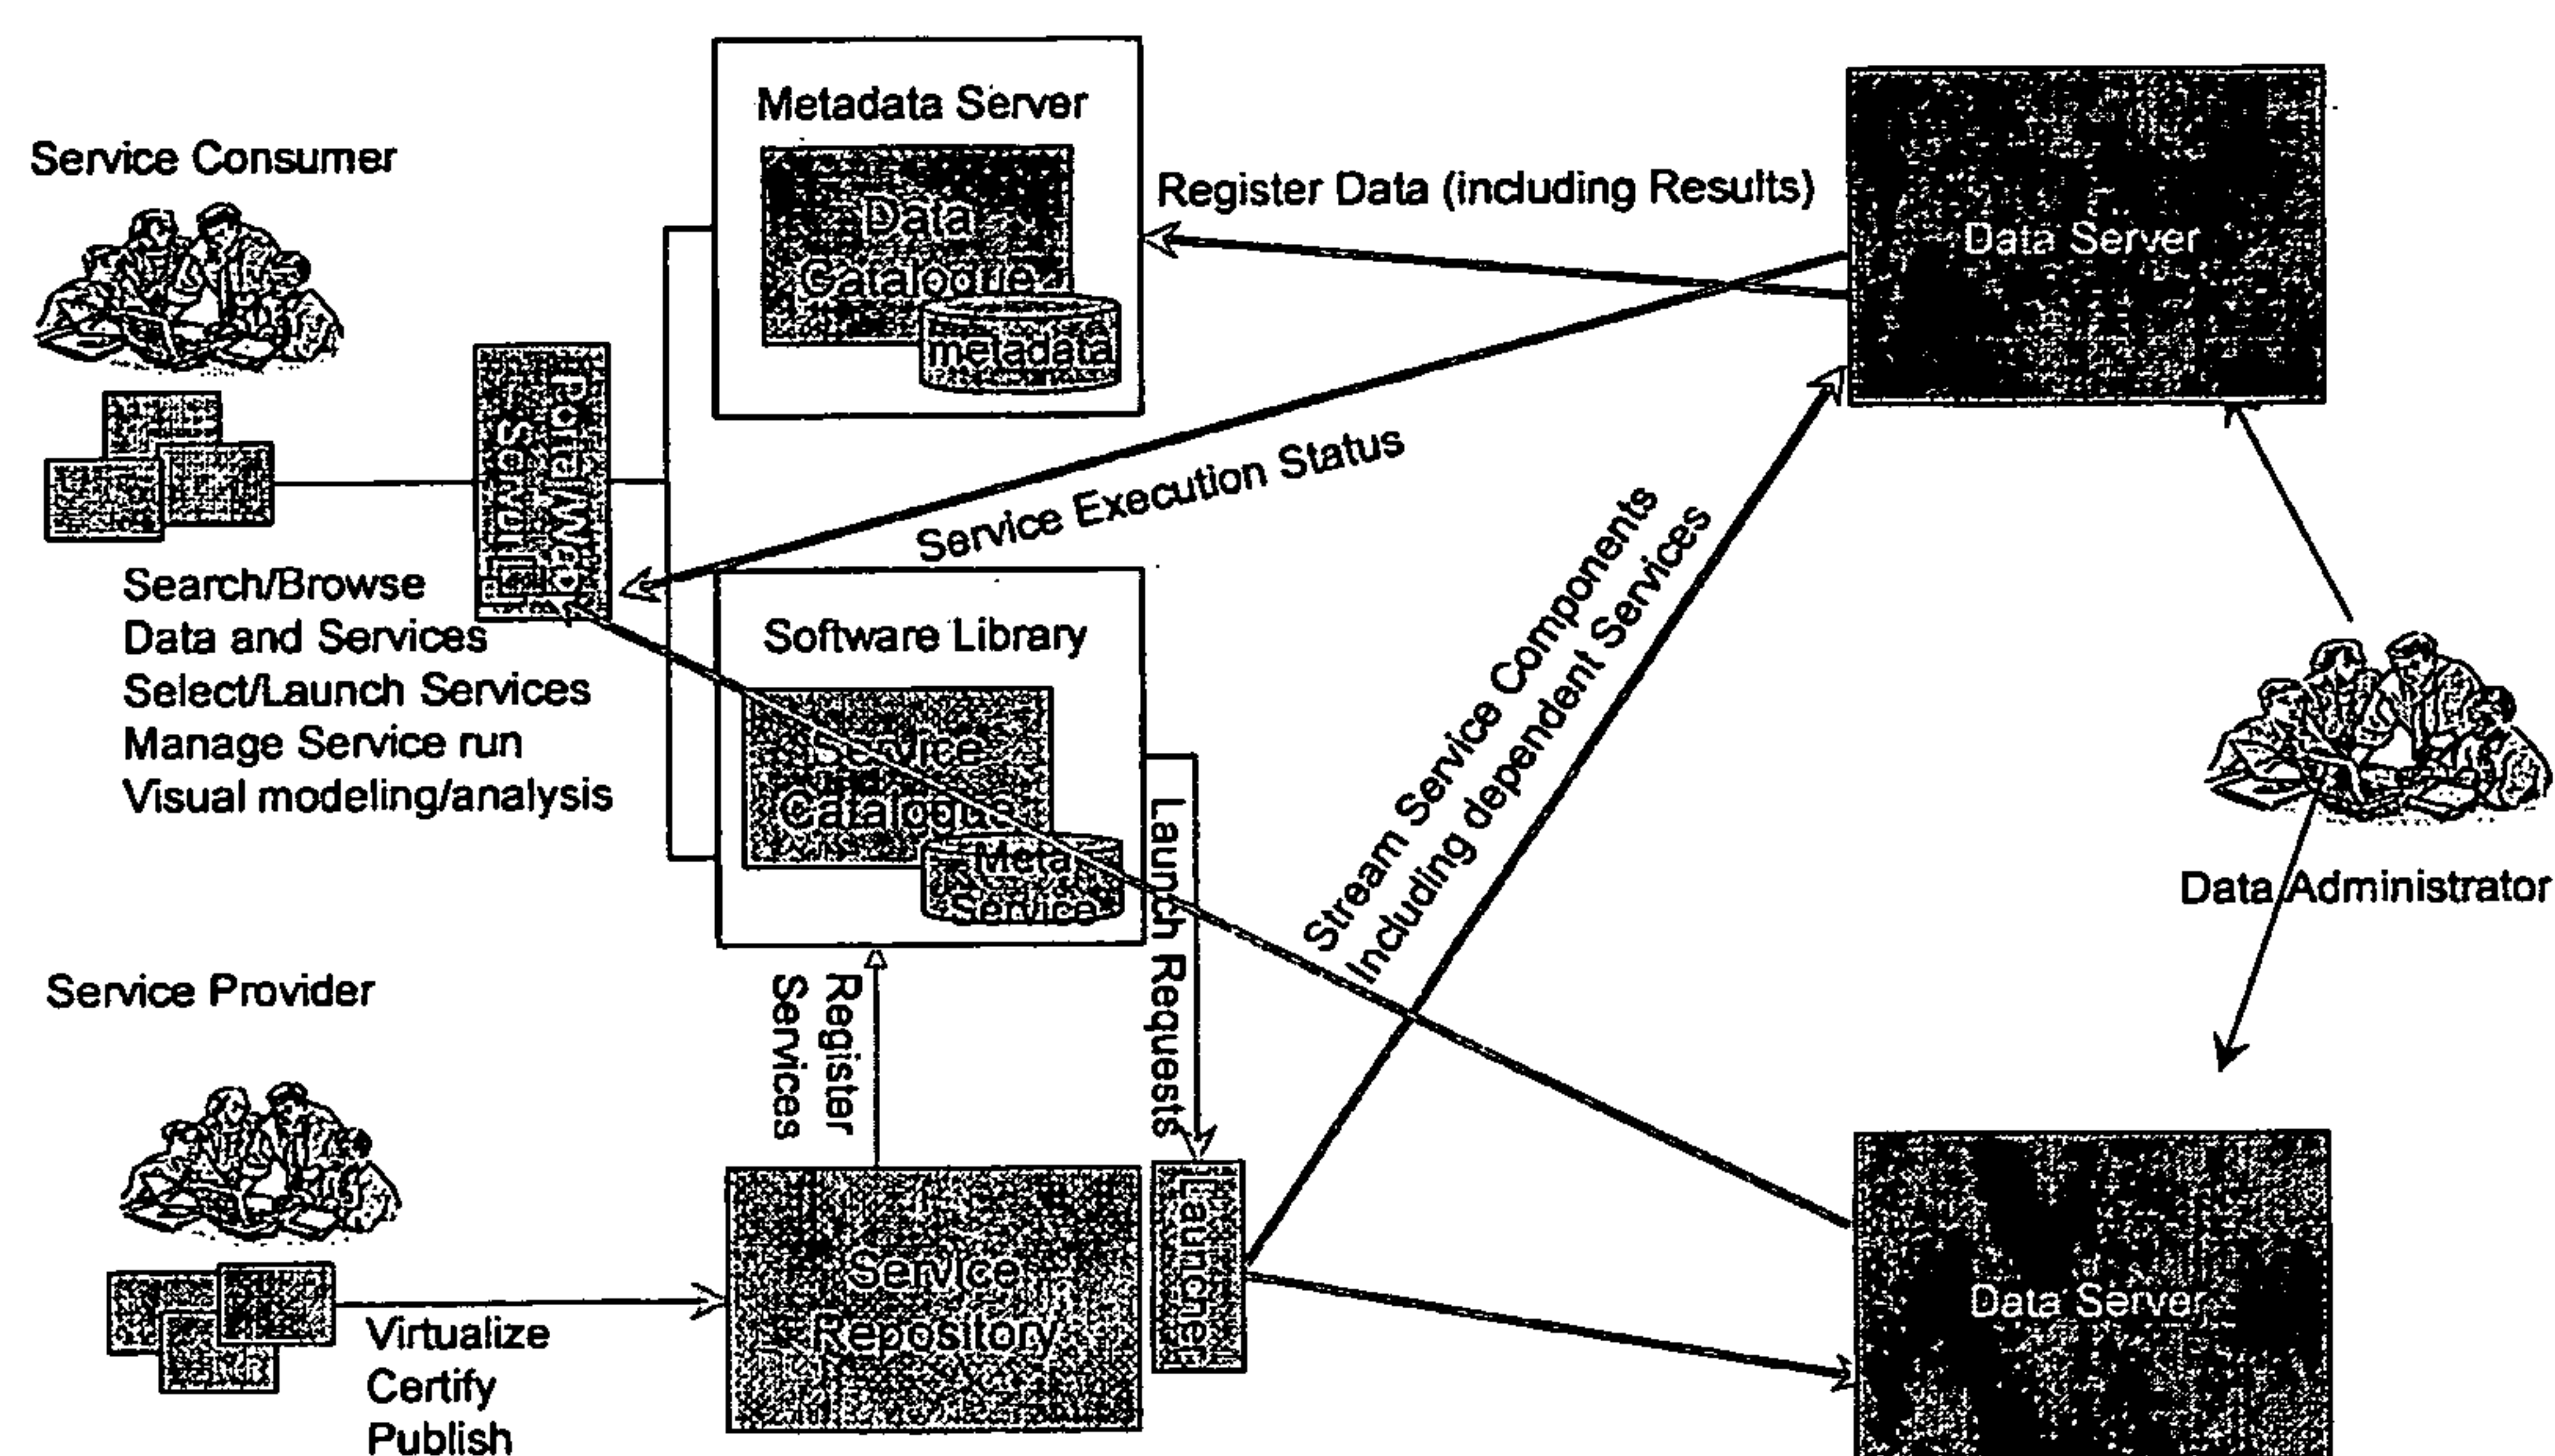 Metadata Server
Service Consumer
Data
Catalogue
metadata
Register Data (including Results)
Data Server
Portal/Web
Service Execution Status
Search/Browse
Data and Services
Select/Launch Services
Manage Service run
Visual modeling/analysis
Software Library
Service
Catalogue
Meta
Service
Launch Requests
Stream Service Components
Including dependent Services
Data Administrator
Service Provider
Register
Services
Virtualize
Certify
Publish
Service
Repository
Launcher
Data Server